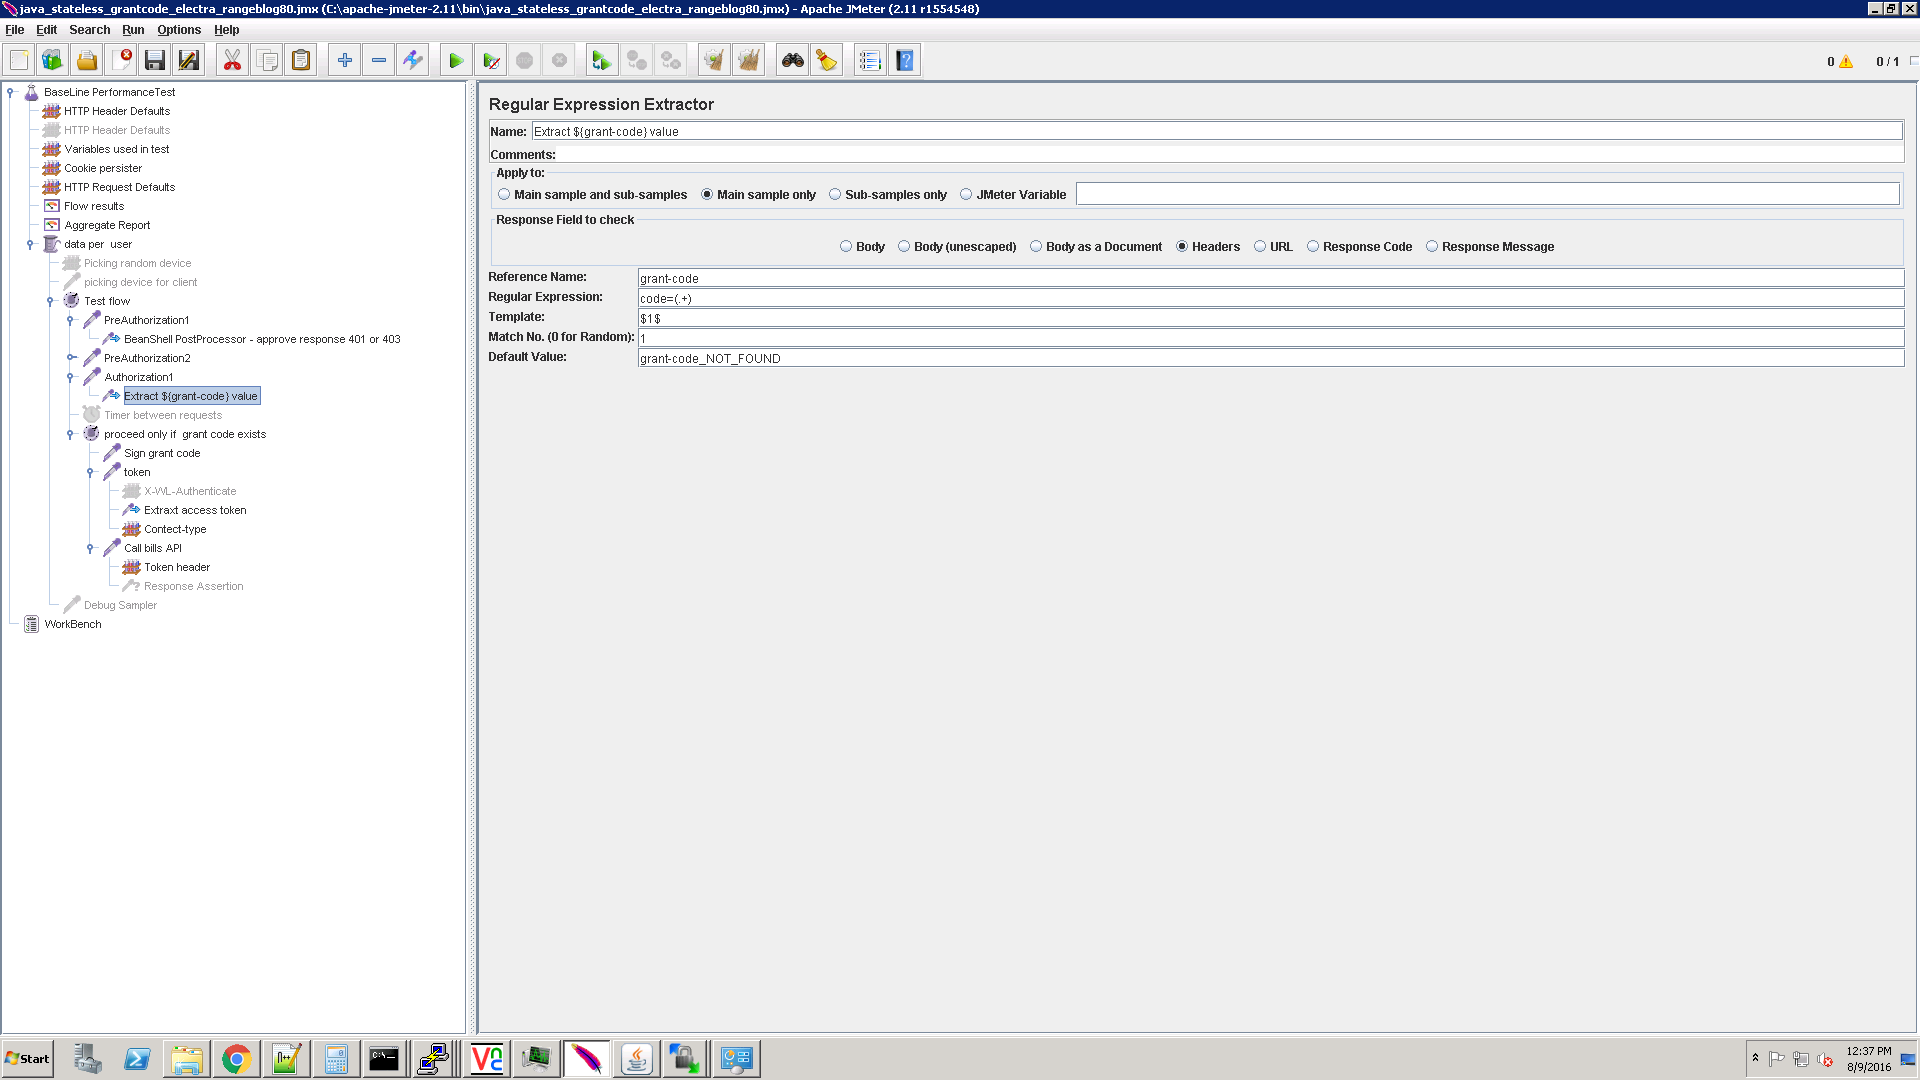 java_stateless_grantcode_electra_rangeblog80.jmx (C:\apache-jmeter-2.11\bin\java_stateless_grantcode_electra_rangeblog80.jmx) - Apache JMeter (2.11 r1554548)
File Edit Search Run Options Help
0 0 / 1
BaseLine PerformanceTest
HTTP Header Defaults
HTTP Header Defaults
Variables used in test
Cookie persister
HTTP Request Defaults
Flow results
Aggregate Report
data per user
Picking random device
picking device for client
Test flow
PreAuthorization1
BeanShell PostProcessor - approve response 401 or 403
PreAuthorization2
Authorization1
Extract ${grant-code} value
Timer between requests
proceed only if grant code exists
Sign grant code
token
X-WL-Authenticate
Extraxt access token
Contect-type
Call bills API
Token header
Response Assertion
Debug Sampler
WorkBench
Regular Expression Extractor
Name: Extract ${grant-code} value
Comments:
Apply to:
Main sample and sub-samples Main sample only Sub-samples only JMeter Variable
Response Field to check
Body Body (unescaped) Body as a Document Headers URL Response Code Response Message
Reference Name: grant-code
Regular Expression: code=(.+)
Template: $1$
Match No. (0 for Random): 1
Default Value: grant-code_NOT_FOUND
Start
C:\_
VNC
12:37 PM
8/9/2016